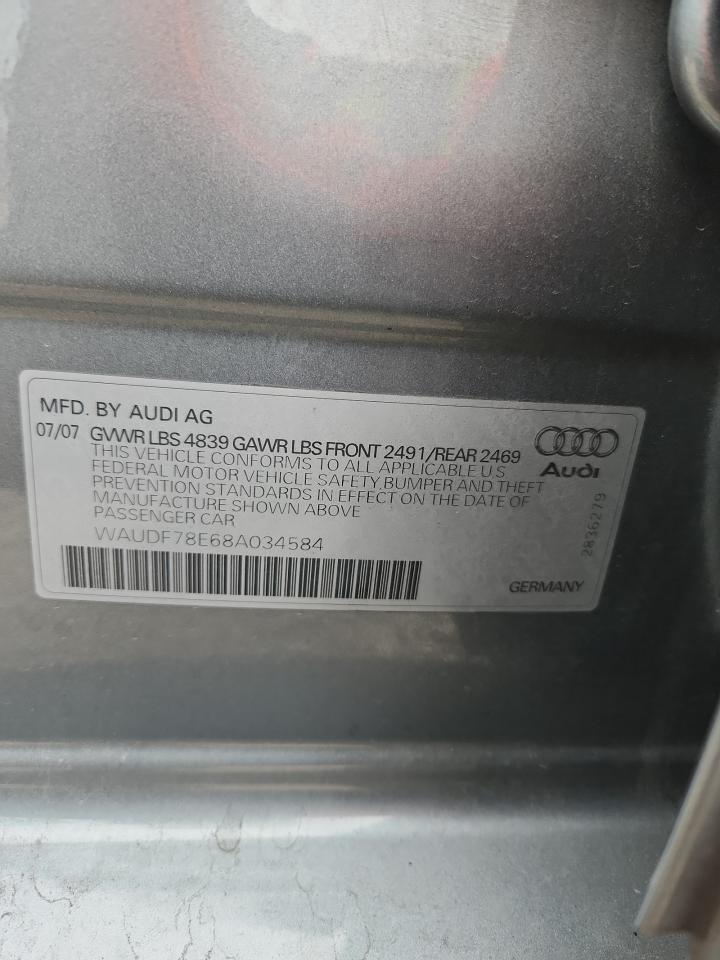 MFD. BY AUDI AG
07/07 GVWR LBS 4839 GAWR LBS FRONT 2491/REAR 2469
THIS VEHICLE CONFORMS TO ALL APPLICABLE U S
FEDERAL MOTOR VEHICLE SAFETY,BUMPER AND THEFT
PREVENTION STANDARDS IN EFFECT ON THE DATE OF
MANUFACTURE SHOWN ABOVE
PASSENGER CAR
WAUDF78E68A034584
Audi
2836279
GERMANY